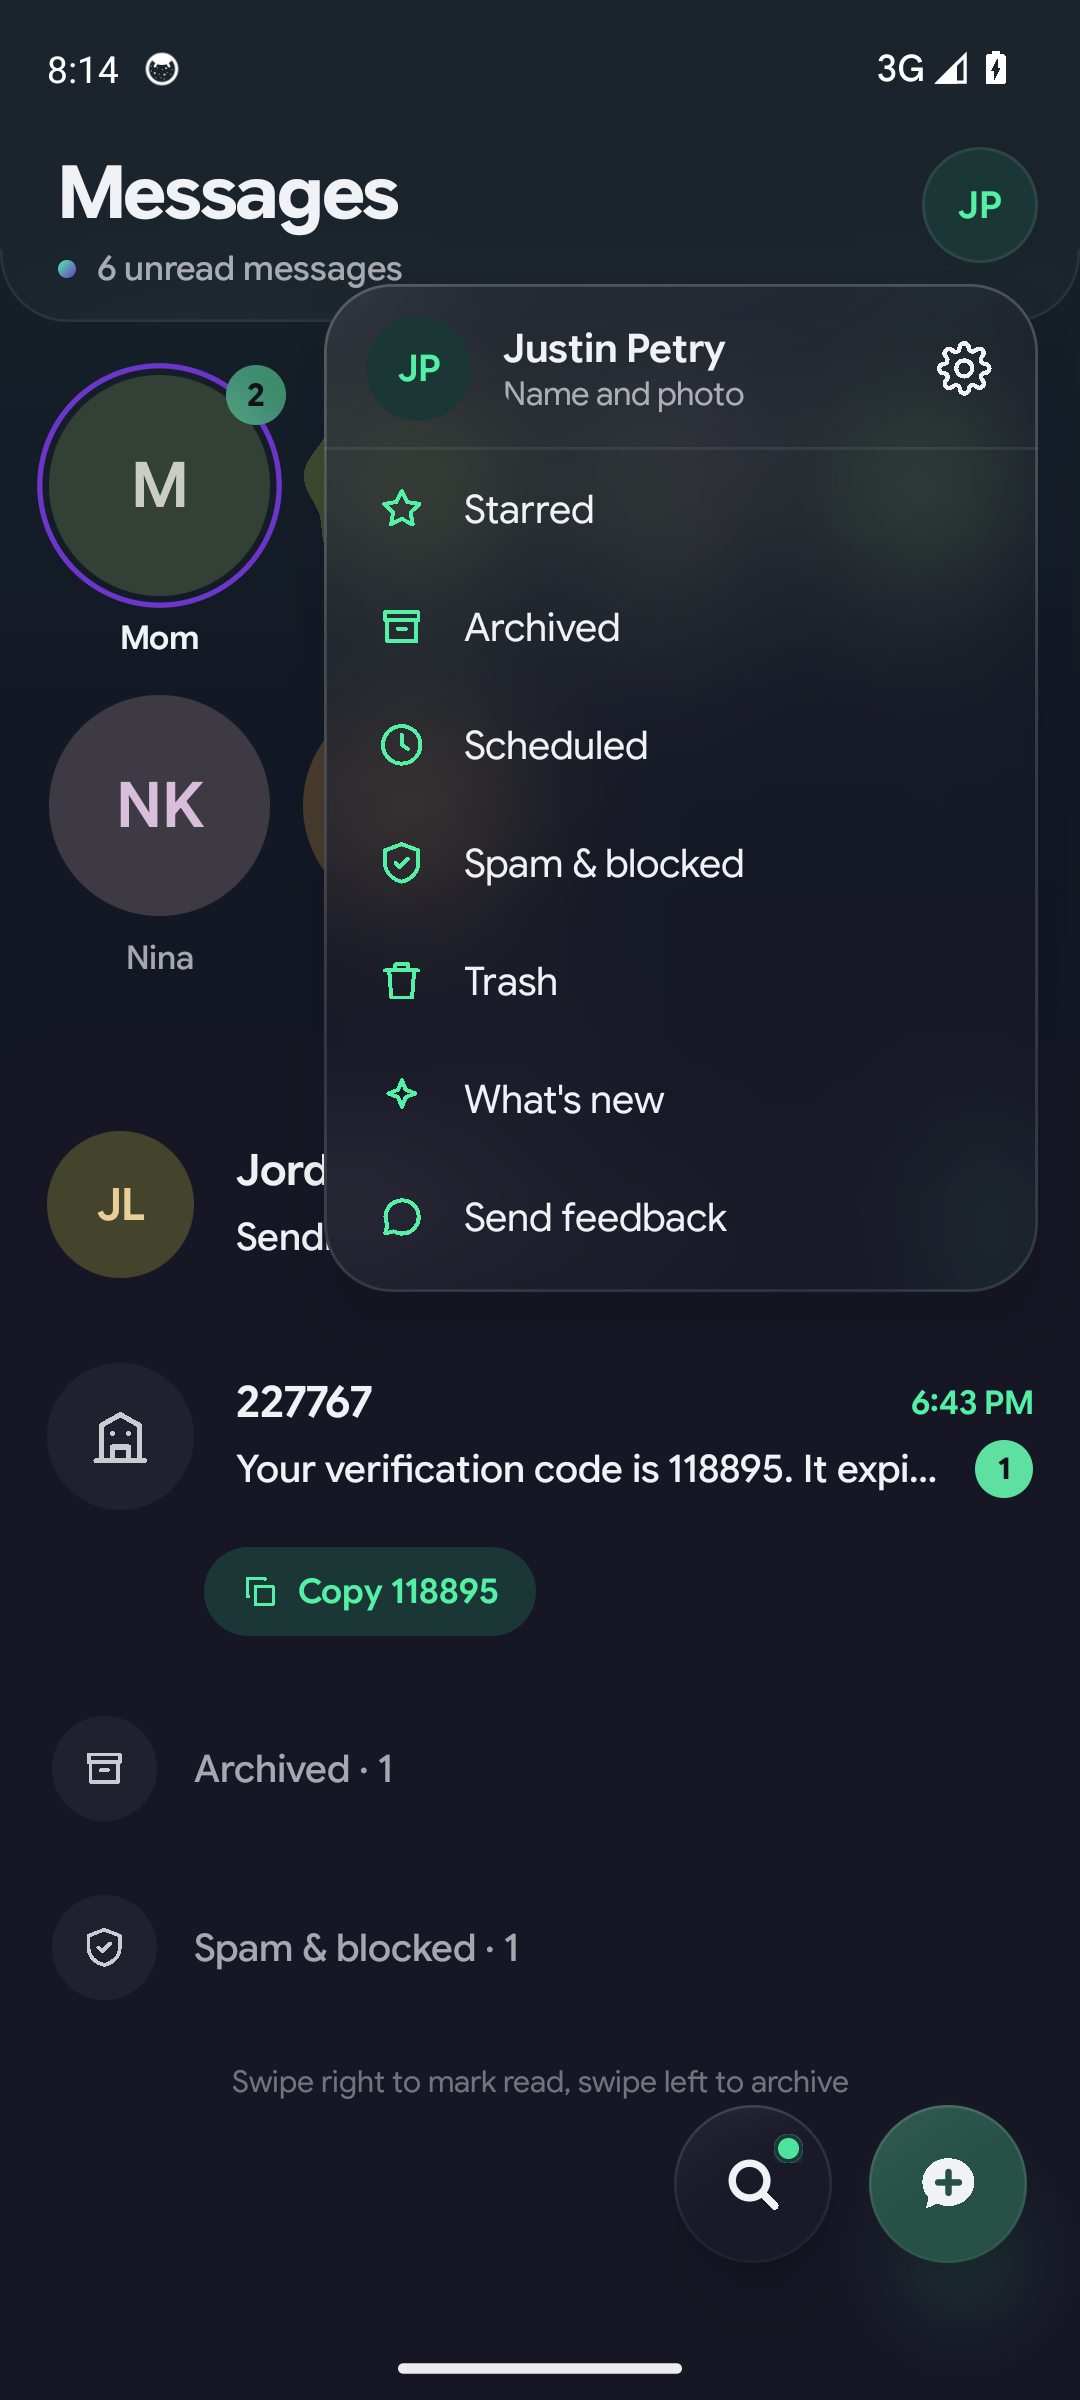 8:14
3G
Messages
JP
6 unread messages
JP
Justin Petry
Name and photo
2
M
Mom
Starred
Archived
Scheduled
NK
Nina
Spam & blocked
Trash
What's new
JL
Jord
Send
Send feedback
227767
6:43 PM
Your verification code is 118895. It expi...
1
Copy 118895
Archived · 1
Spam & blocked · 1
Swipe right to mark read, swipe left to archive